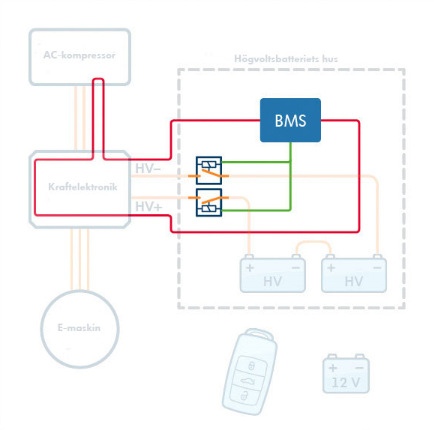 AC-kompressor
Högvoltsbatteriets hus
BMS
HV−
Kraftelektronik
HV+
+ −
HV
+ −
HV
E-maskin
+ −
12 V